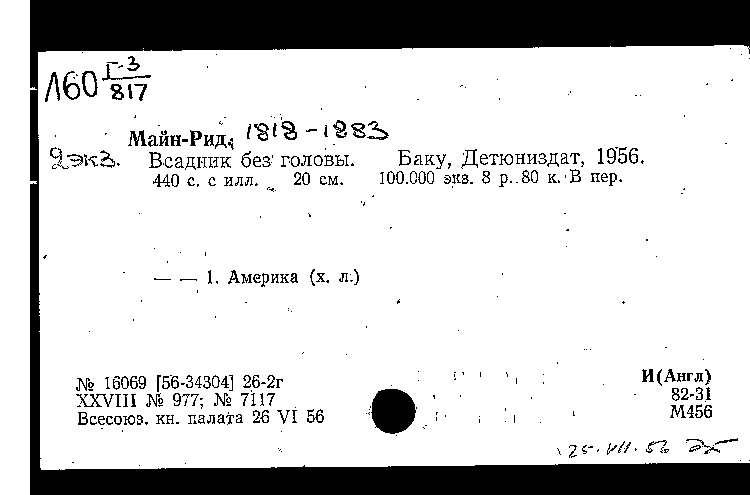 Л60 Г-3
817
Майн-Рид, 1818-1883
2экз. Всадник без головы. Баку, Детюниздат, 1956.
440 с. с илл. 20 см. 100.000 экз. 8 р. 80 к. В пер.
— — 1. Америка (х. л.)
№ 16069 [56-34304] 26-2г
XXVIII № 977; № 7117
Всесоюз. кн. палата 26 VI 56
И(Англ)
82-31
М456
25.VII.56